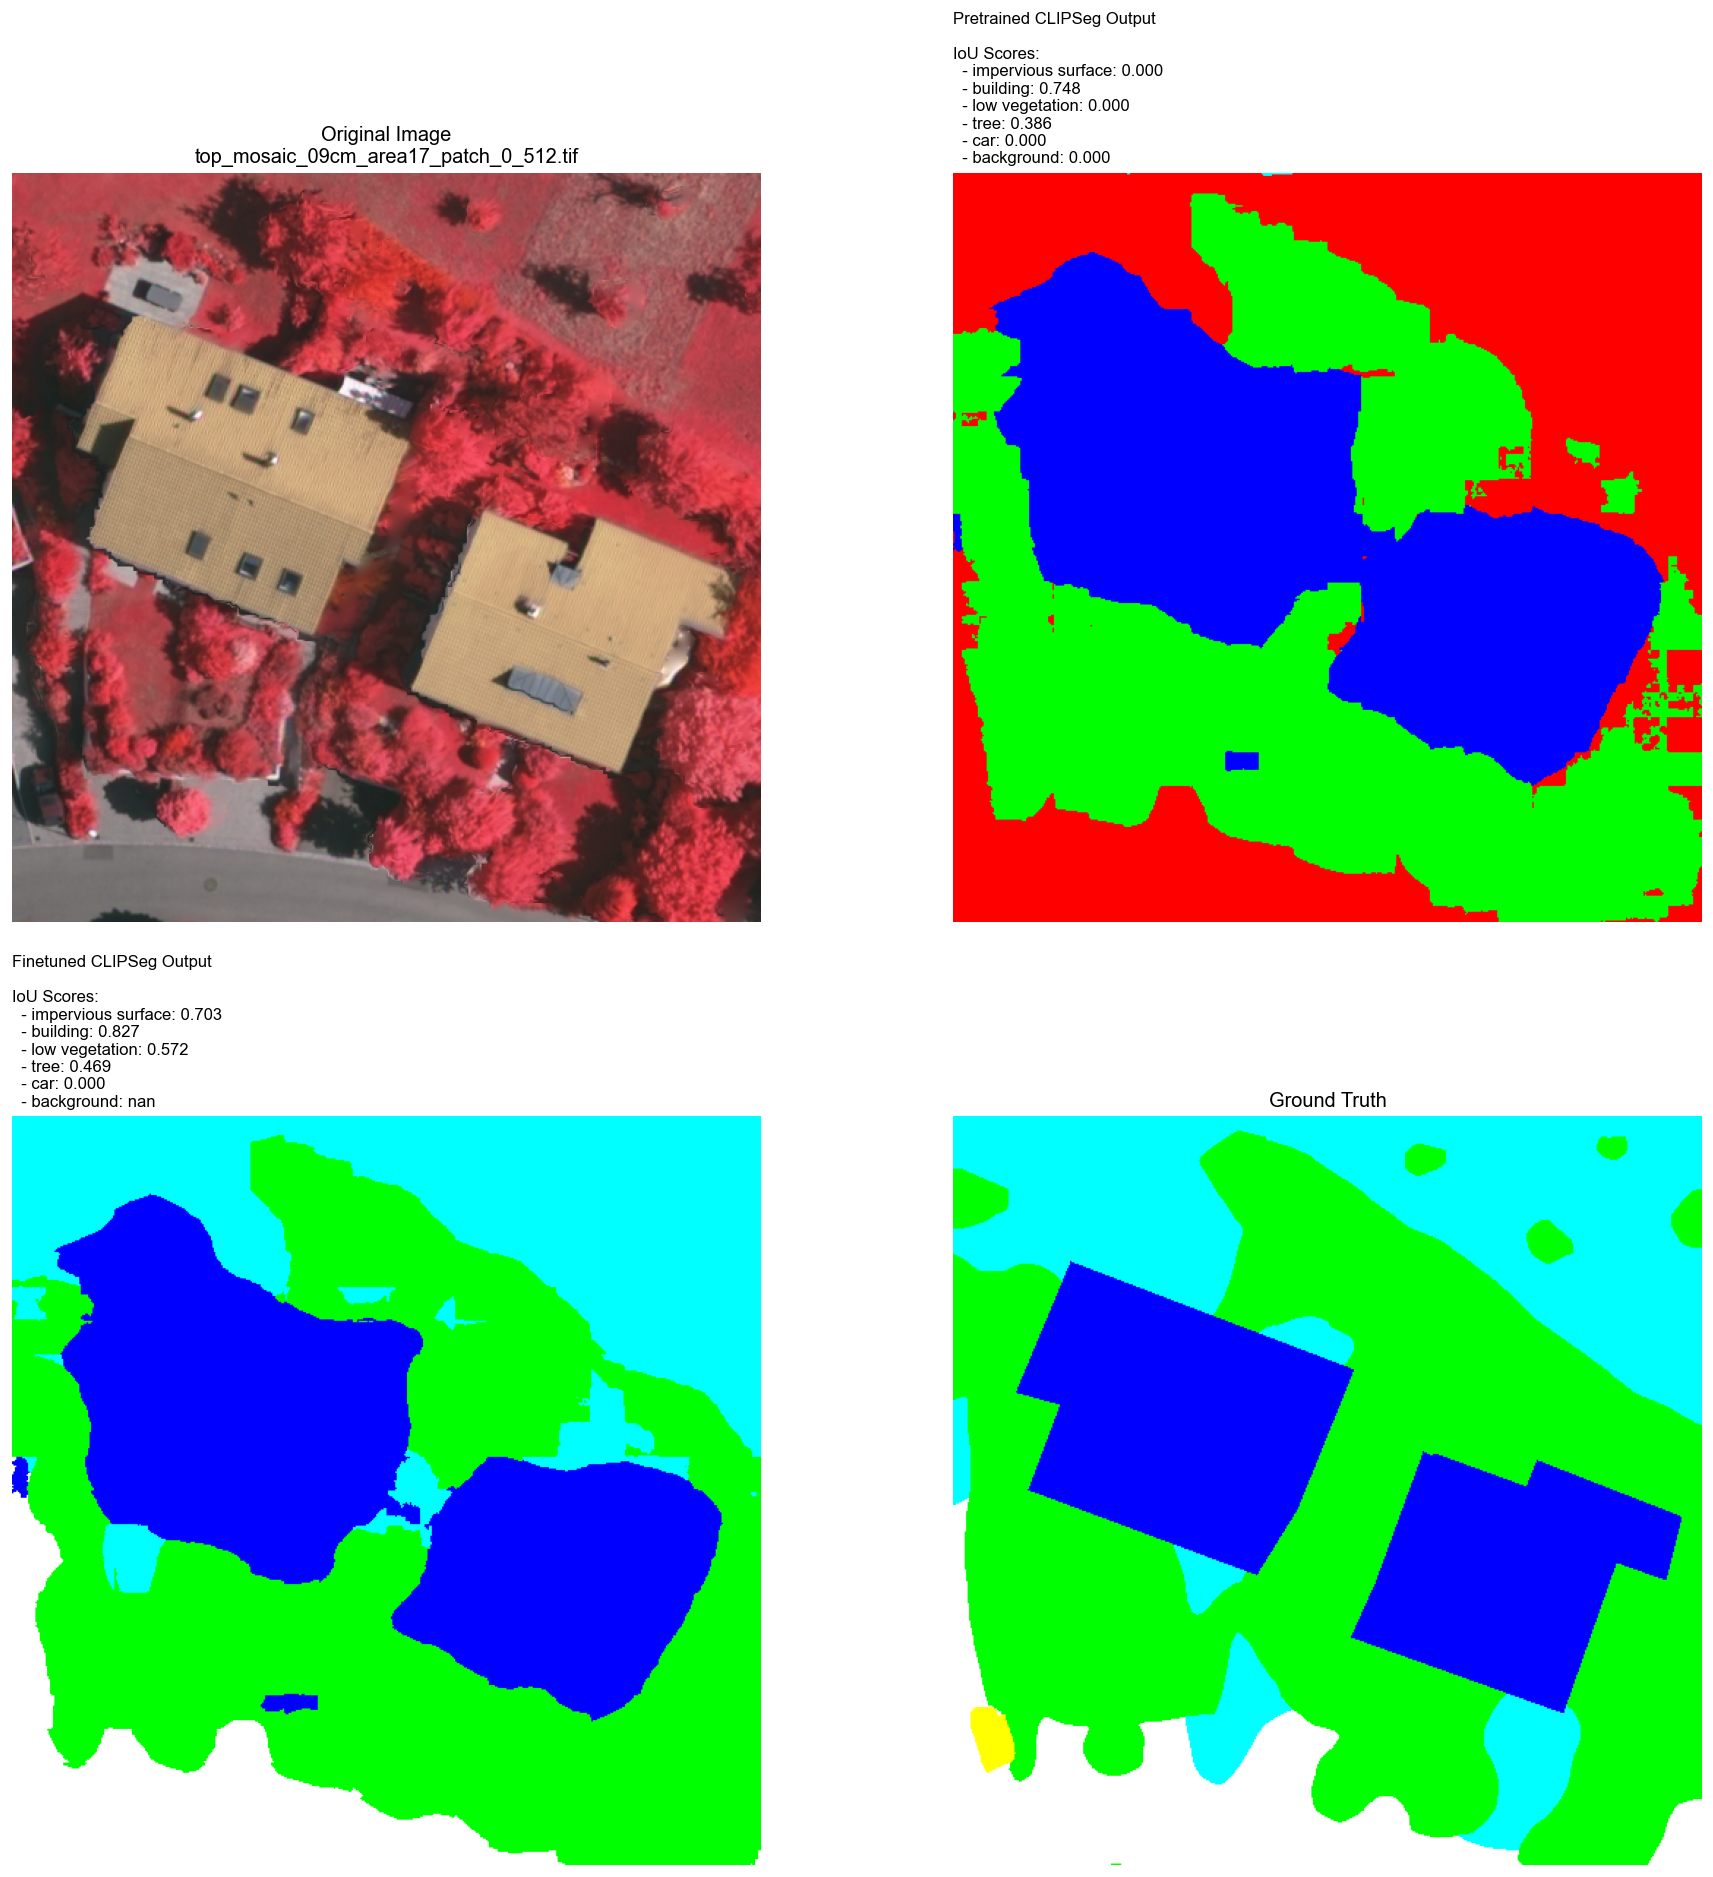 Pretrained CLIPSeg Output
IoU Scores:
- impervious surface: 0.000
- building: 0.748
- low vegetation: 0.000
- tree: 0.386
- car: 0.000
- background: 0.000
Original Image
top_mosaic_09cm_area17_patch_0_512.tif
Finetuned CLIPSeg Output
IoU Scores:
- impervious surface: 0.703
- building: 0.827
- low vegetation: 0.572
- tree: 0.469
- car: 0.000
- background: nan
Ground Truth